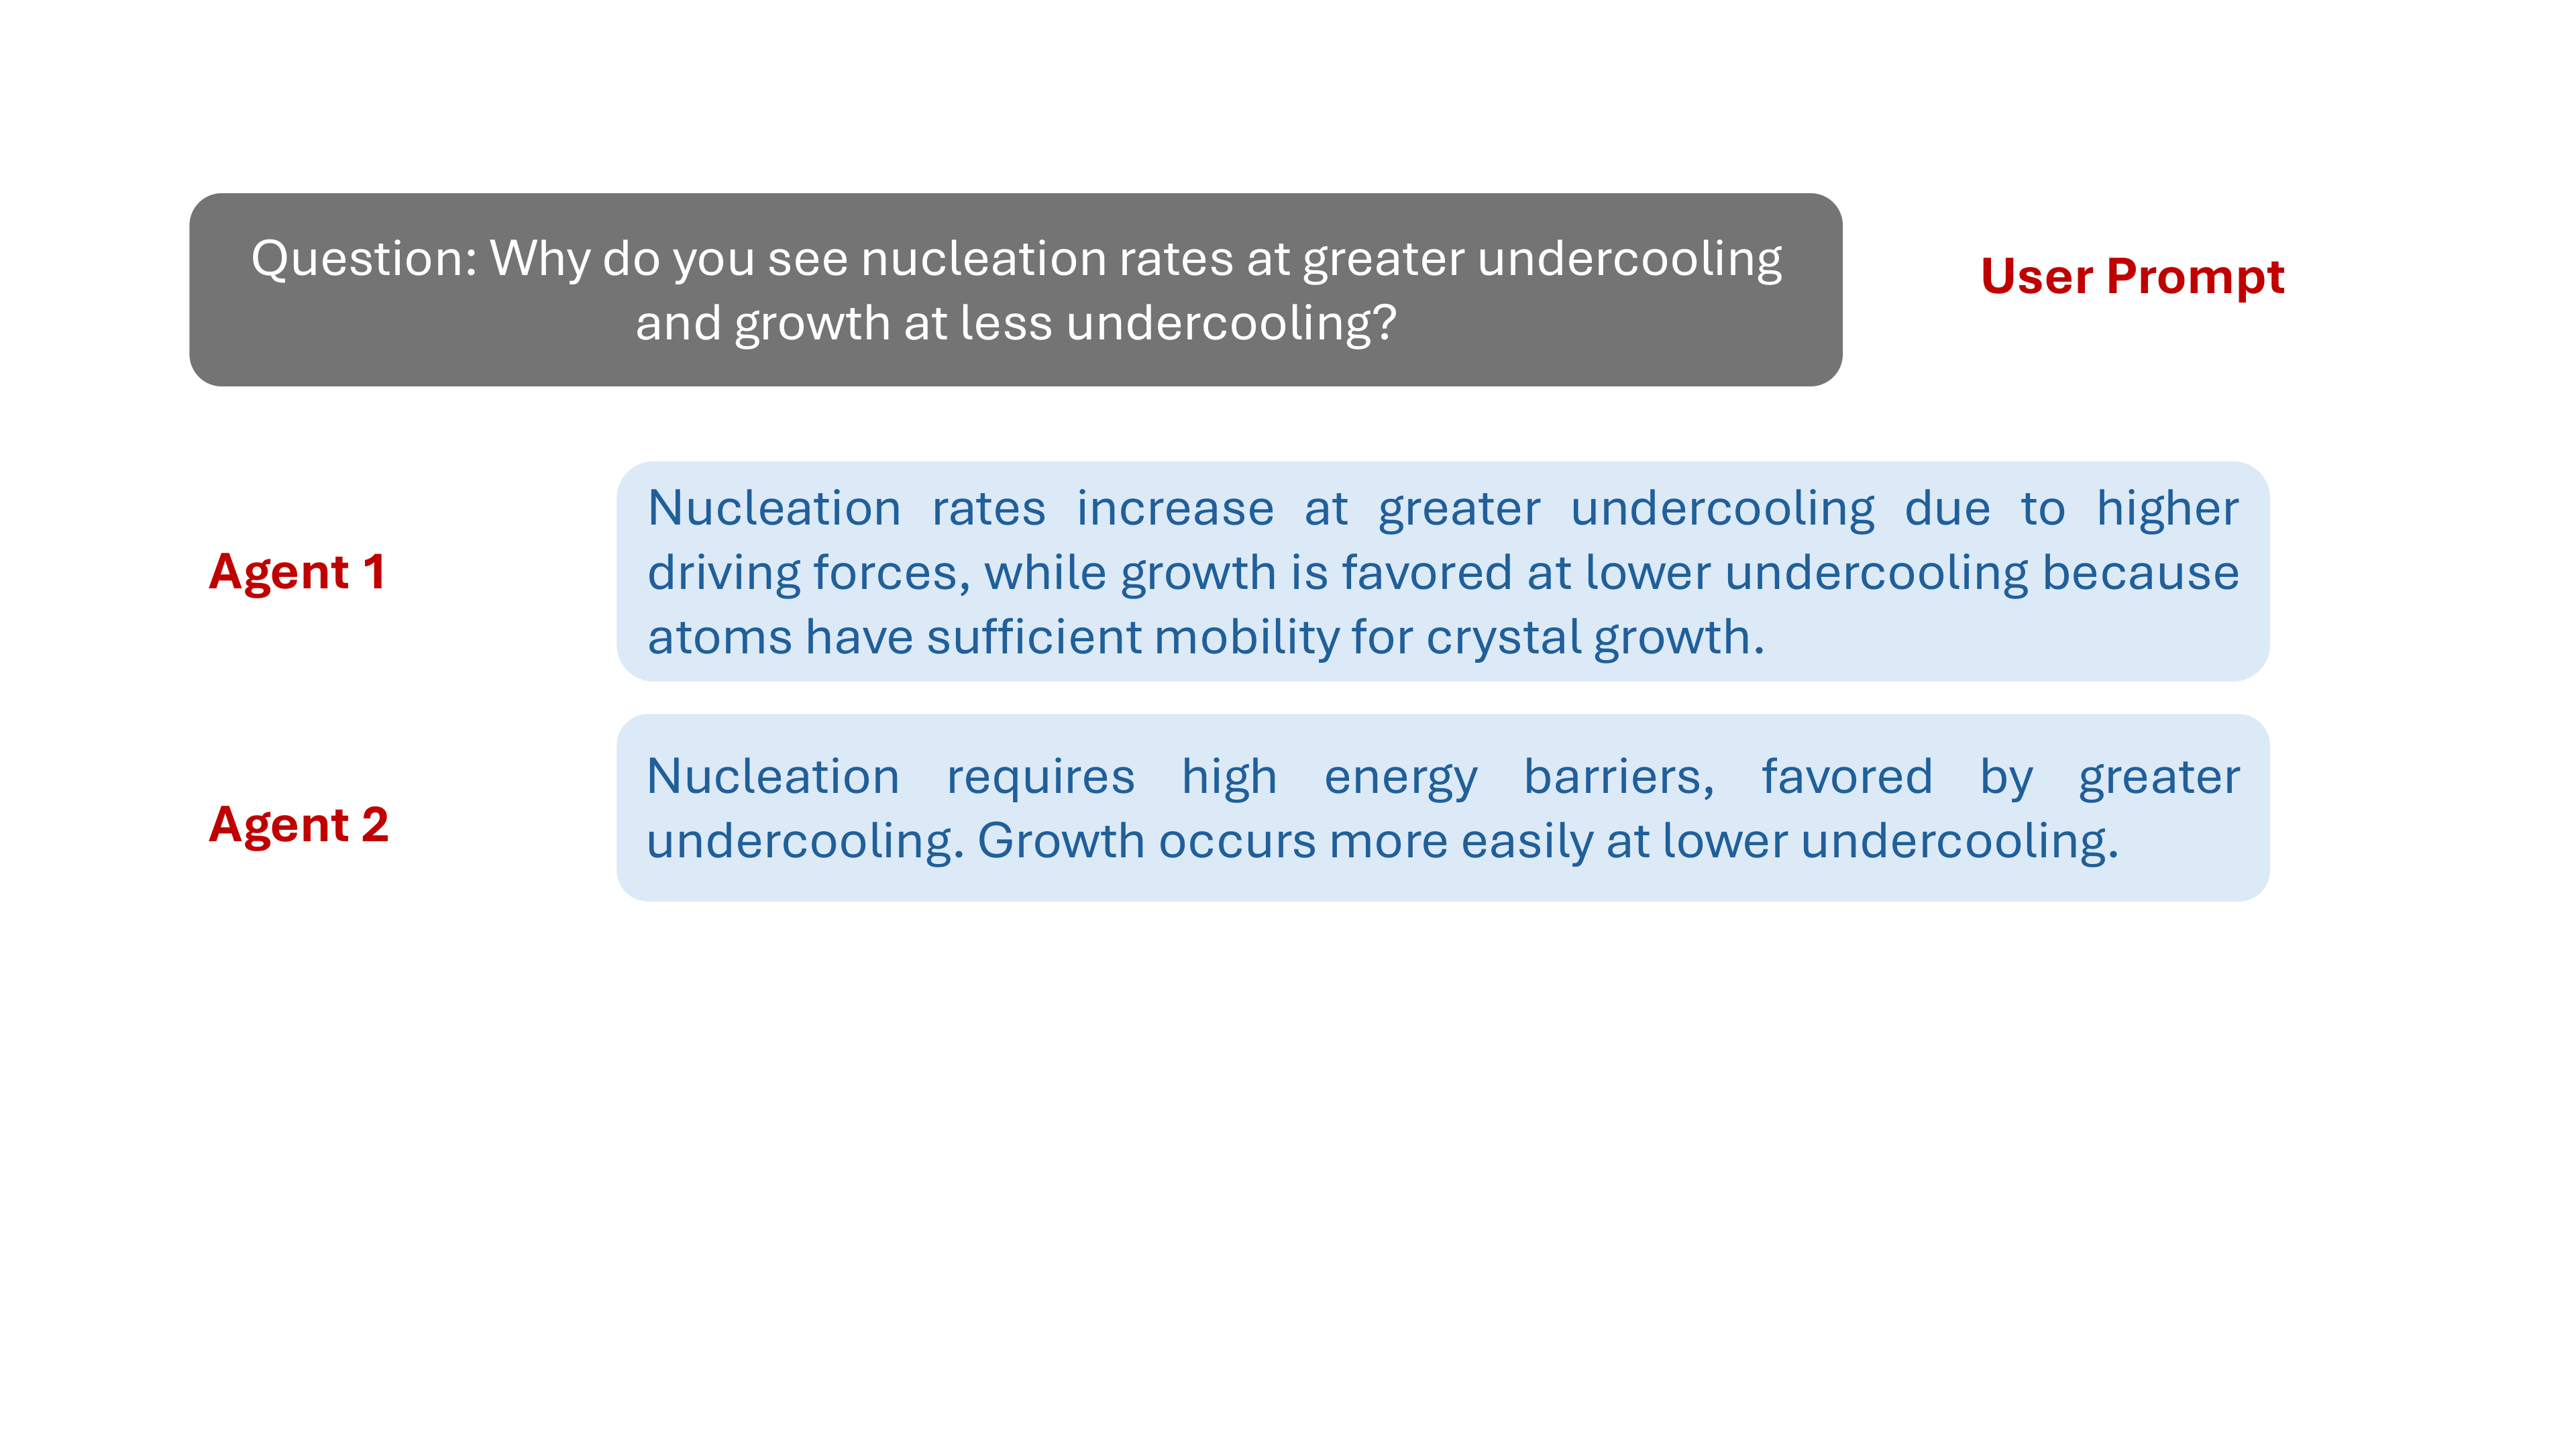 Question: Why do you see nucleation rates at greater undercooling
and growth at less undercooling?
User Prompt
Agent 1
Nucleation rates increase at greater undercooling due to higher
driving forces, while growth is favored at lower undercooling because
atoms have sufficient mobility for crystal growth.
Agent 2
Nucleation requires high energy barriers, favored by greater
undercooling. Growth occurs more easily at lower undercooling.